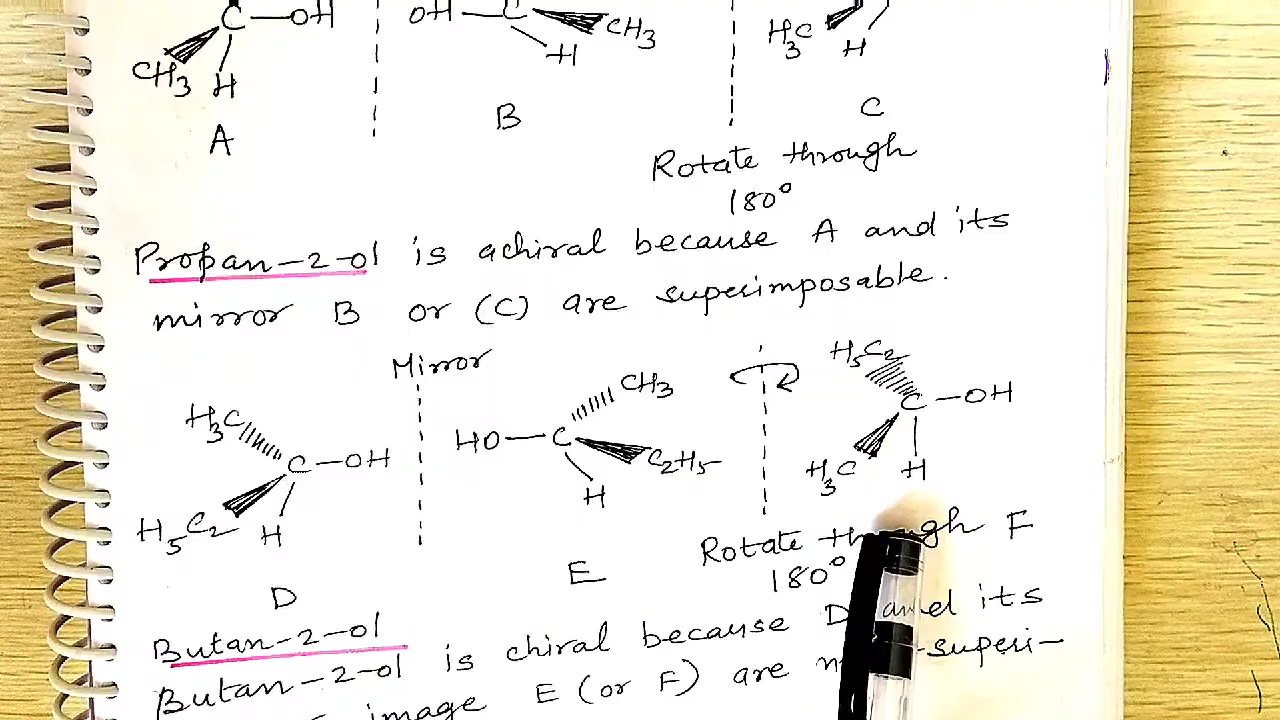 C—OH OH—C
CH3 H H CH3 H3C H
A B C
Rotate through
180°
Propan-2-ol is achiral because A and its
mirror B or (C) are superimposable.
Mirror
H3C C—OH HO—C CH3 H5C2 C—OH
H5C2 H H C2H5 H3C H
D E Rotate through F
180°
Butan-2-ol
Butan-2-ol is chiral because D and its
image E (or F) are superi-